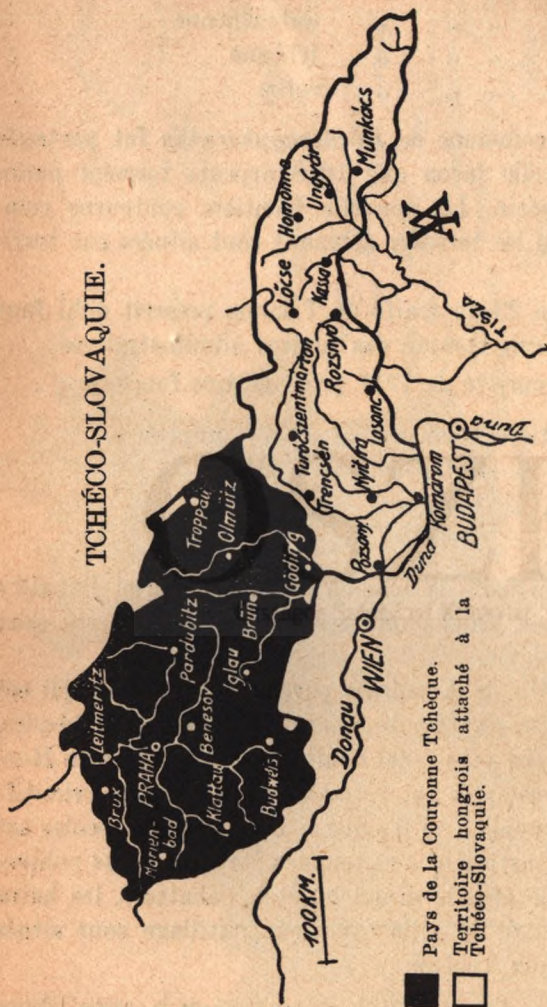 TCHÉCO-SLOVAQUIE.
Leitmeritz
Brux
PRAHA
Marien-
bad
Pardubitz
Klattau
Benesov
Budweis
Iglau
Brün
Troppau
Olmütz
Göding
Donau
WIEN
100 KM.
Turóczszentmárton
Trencsén
Nyitra
Pozsony
Duna
Komárom
BUDAPEST
Duna
Losonc
Rozsnyó
Lőcse
Kassa
Homonna
Ungvár
Munkács
TISZA
Pays de la Couronne Tchèque.
Territoire hongrois attaché à la
Tchéco-Slovaquie.